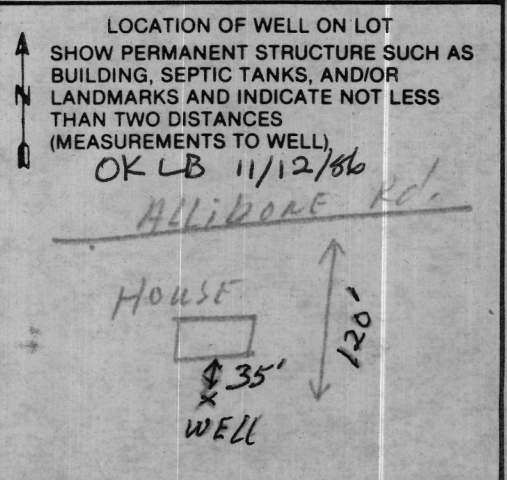 LOCATION OF WELL ON LOT
SHOW PERMANENT STRUCTURE SUCH AS
BUILDING, SEPTIC TANKS, AND/OR
N LANDMARKS AND INDICATE NOT LESS
THAN TWO DISTANCES
(MEASUREMENTS TO WELL)
OK LB 11/12/86
ALLIBONE Rd.
HOUSE
120'
35'
WELL